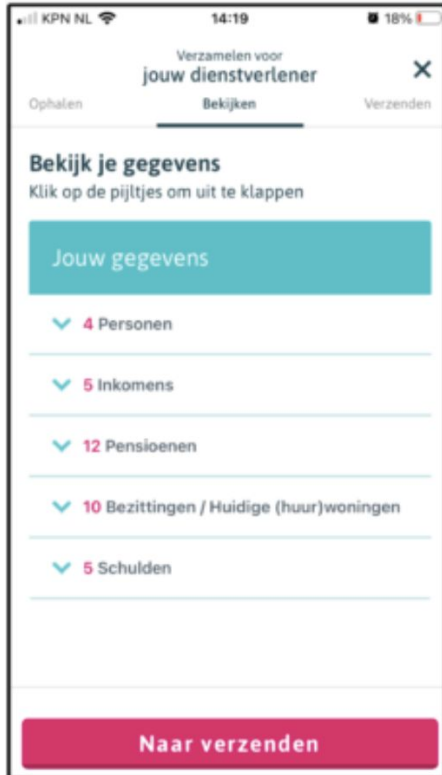 KPN NL 14:19 18%
Verzamelen voor
jouw dienstverlener
Ophalen Bekijken Verzenden
Bekijk je gegevens
Klik op de pijltjes om uit te klappen
Jouw gegevens
4 Personen
5 Inkomens
12 Pensioenen
10 Bezittingen / Huidige (huur)woningen
5 Schulden
Naar verzenden